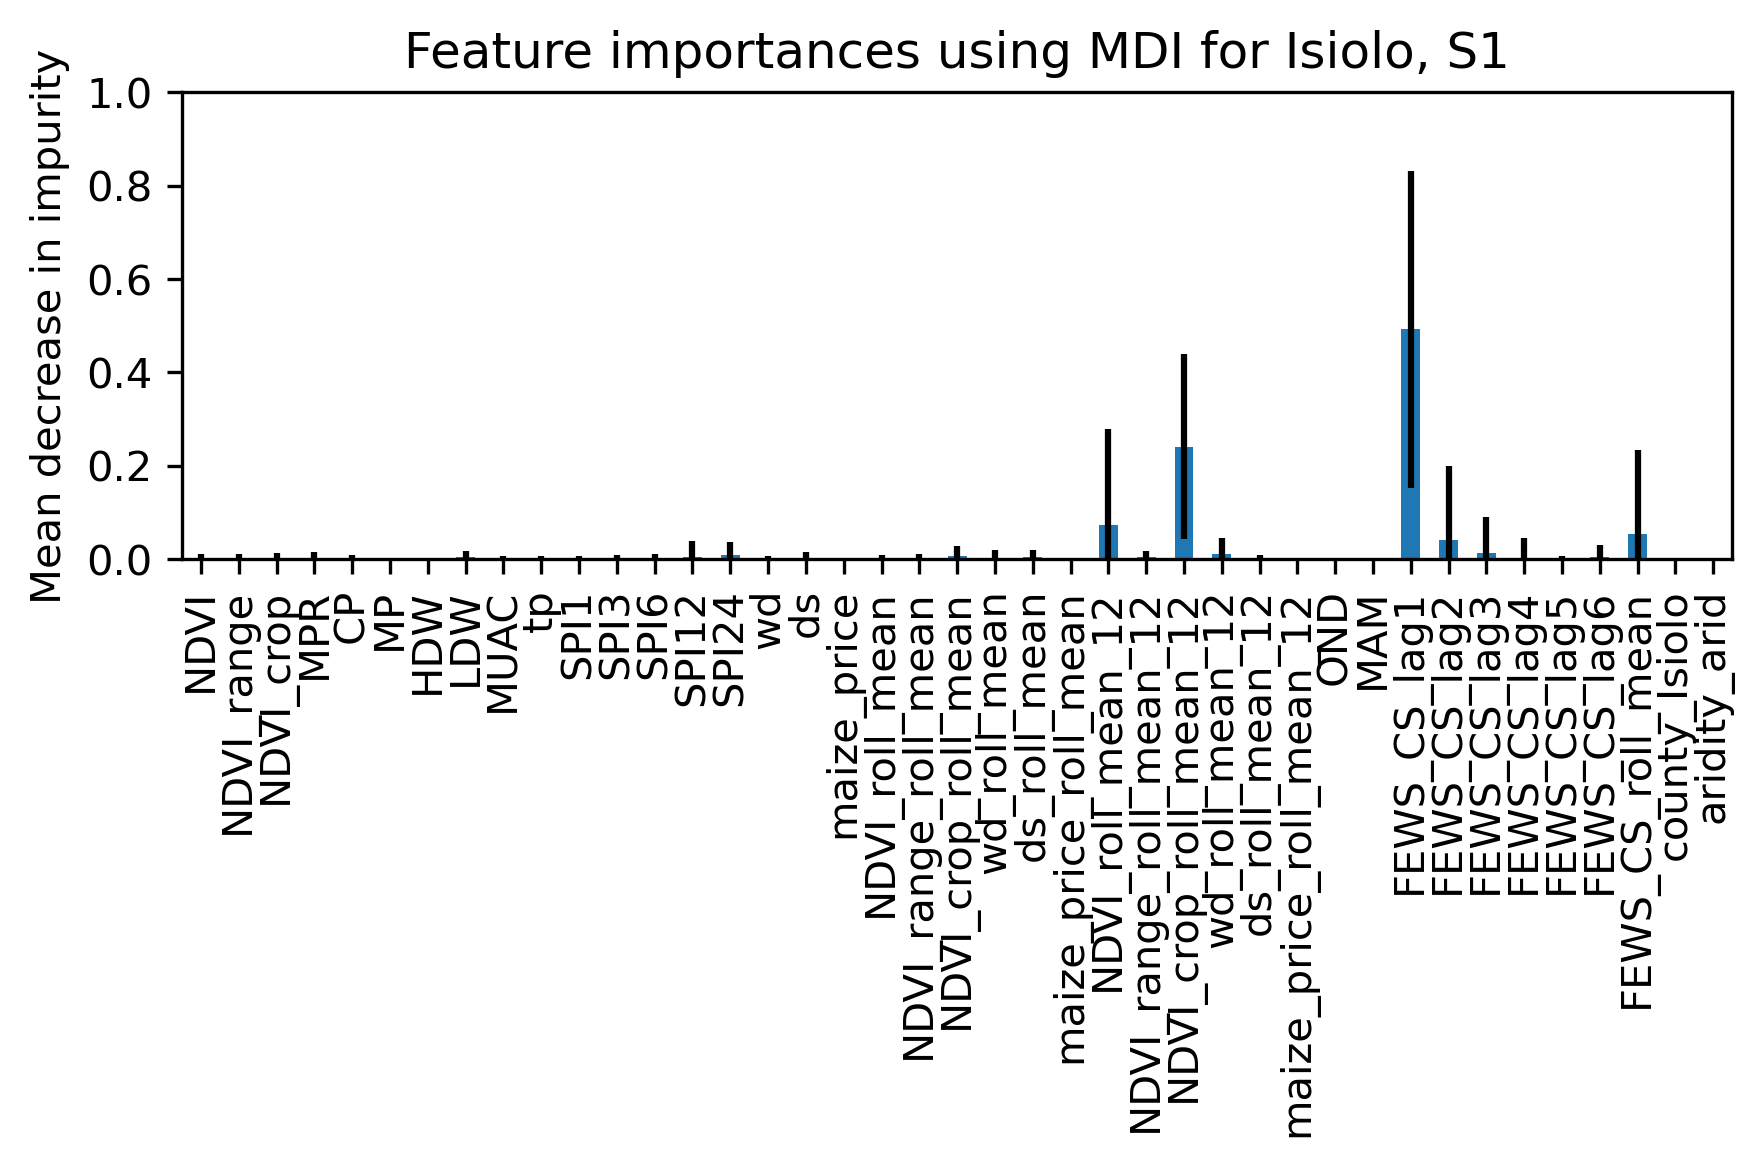 Feature importances using MDI for Isiolo, S1
Mean decrease in impurity
1.0
0.8
0.6
0.4
0.2
0.0
NDVI
NDVI_range
NDVI_crop
MPR
CP
MP
HDW
LDW
MUAC
tp
SPI1
SPI3
SPI6
SPI12
SPI24
wd
ds
maize_price
NDVI_roll_mean
NDVI_range_roll_mean
NDVI_crop_roll_mean
wd_roll_mean
ds_roll_mean
maize_price_roll_mean
NDVI_roll_mean_12
NDVI_range_roll_mean_12
NDVI_crop_roll_mean_12
wd_roll_mean_12
ds_roll_mean_12
maize_price_roll_mean_12
OND
MAM
FEWS_CS_lag1
FEWS_CS_lag2
FEWS_CS_lag3
FEWS_CS_lag4
FEWS_CS_lag5
FEWS_CS_lag6
FEWS_CS_roll_mean
county_Isiolo
aridity_arid